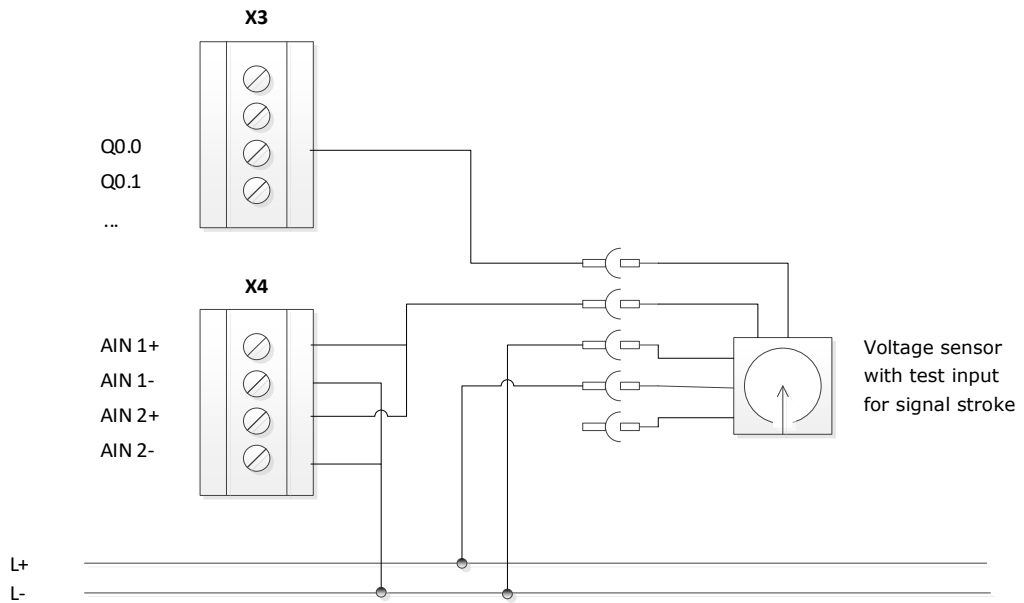 X3
Q0.0
Q0.1
...
X4
AIN 1+
AIN 1-
AIN 2+
AIN 2-
Voltage sensor
with test input
for signal stroke
L+
L-